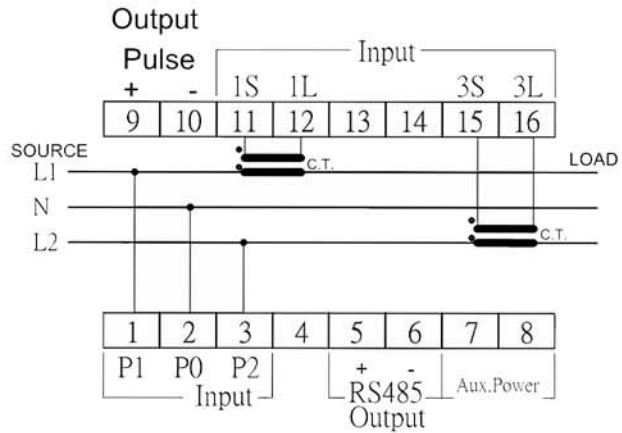 Output
Pulse
Input
+ - 1S 1L 3S 3L
9 10 11 12 13 14 15 16
SOURCE
C.T.
LOAD
L1
N
L2
C.T.
1 2 3 4 5 6 7 8
P1 P0 P2 + -
Input
RS485
Aux.Power
Output